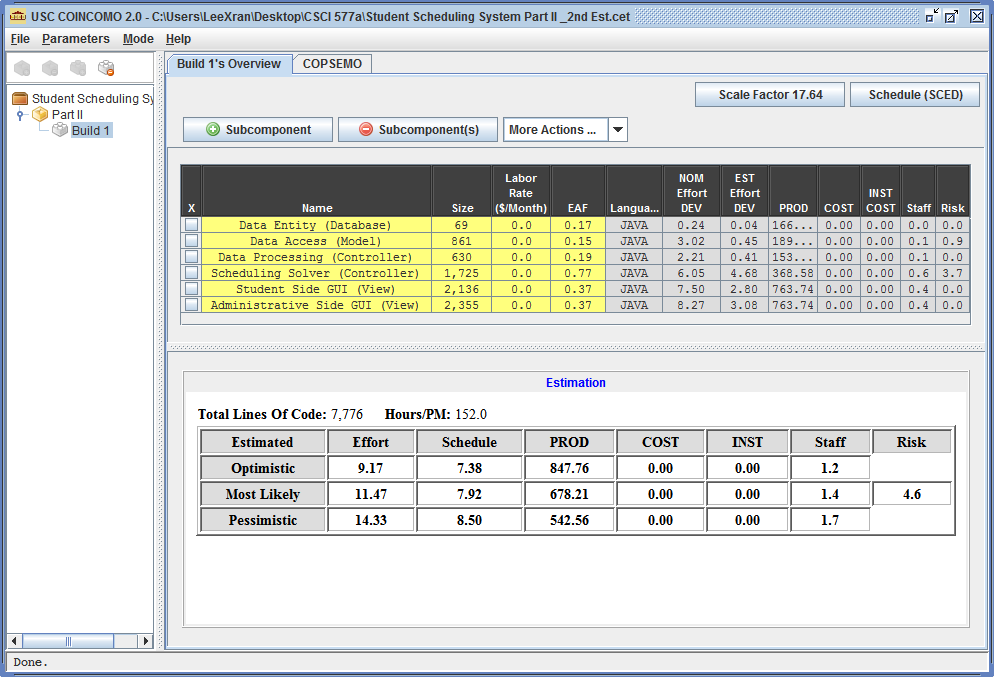 USC COINCOMO 2.0 - C:\Users\LeeXran\Desktop\CSCI 577a\Student Scheduling System Part II _2nd Est.cet
File Parameters Mode Help
Student Scheduling Sy
Part II
Build 1
Build 1's Overview COPSEMO
Scale Factor 17.64 Schedule (SCED)
Subcomponent Subcomponent(s) More Actions ...
X Name Size Labor Rate ($/Month) EAF Langua... NOM Effort DEV EST Effort DEV PROD COST INST COST Staff Risk
Data Entity (Database) 69 0.0 0.17 JAVA 0.24 0.04 166... 0.00 0.00 0.0 0.0
Data Access (Model) 861 0.0 0.15 JAVA 3.02 0.45 189... 0.00 0.00 0.1 0.9
Data Processing (Controller) 630 0.0 0.19 JAVA 2.21 0.41 153... 0.00 0.00 0.1 0.0
Scheduling Solver (Controller) 1,725 0.0 0.77 JAVA 6.05 4.68 368.58 0.00 0.00 0.6 3.7
Student Side GUI (View) 2,136 0.0 0.37 JAVA 7.50 2.80 763.74 0.00 0.00 0.4 0.0
Administrative Side GUI (View) 2,355 0.0 0.37 JAVA 8.27 3.08 763.74 0.00 0.00 0.4 0.0
Estimation
Total Lines Of Code: 7,776 Hours/PM: 152.0
Estimated Effort Schedule PROD COST INST Staff Risk
Optimistic 9.17 7.38 847.76 0.00 0.00 1.2
Most Likely 11.47 7.92 678.21 0.00 0.00 1.4 4.6
Pessimistic 14.33 8.50 542.56 0.00 0.00 1.7
Done.